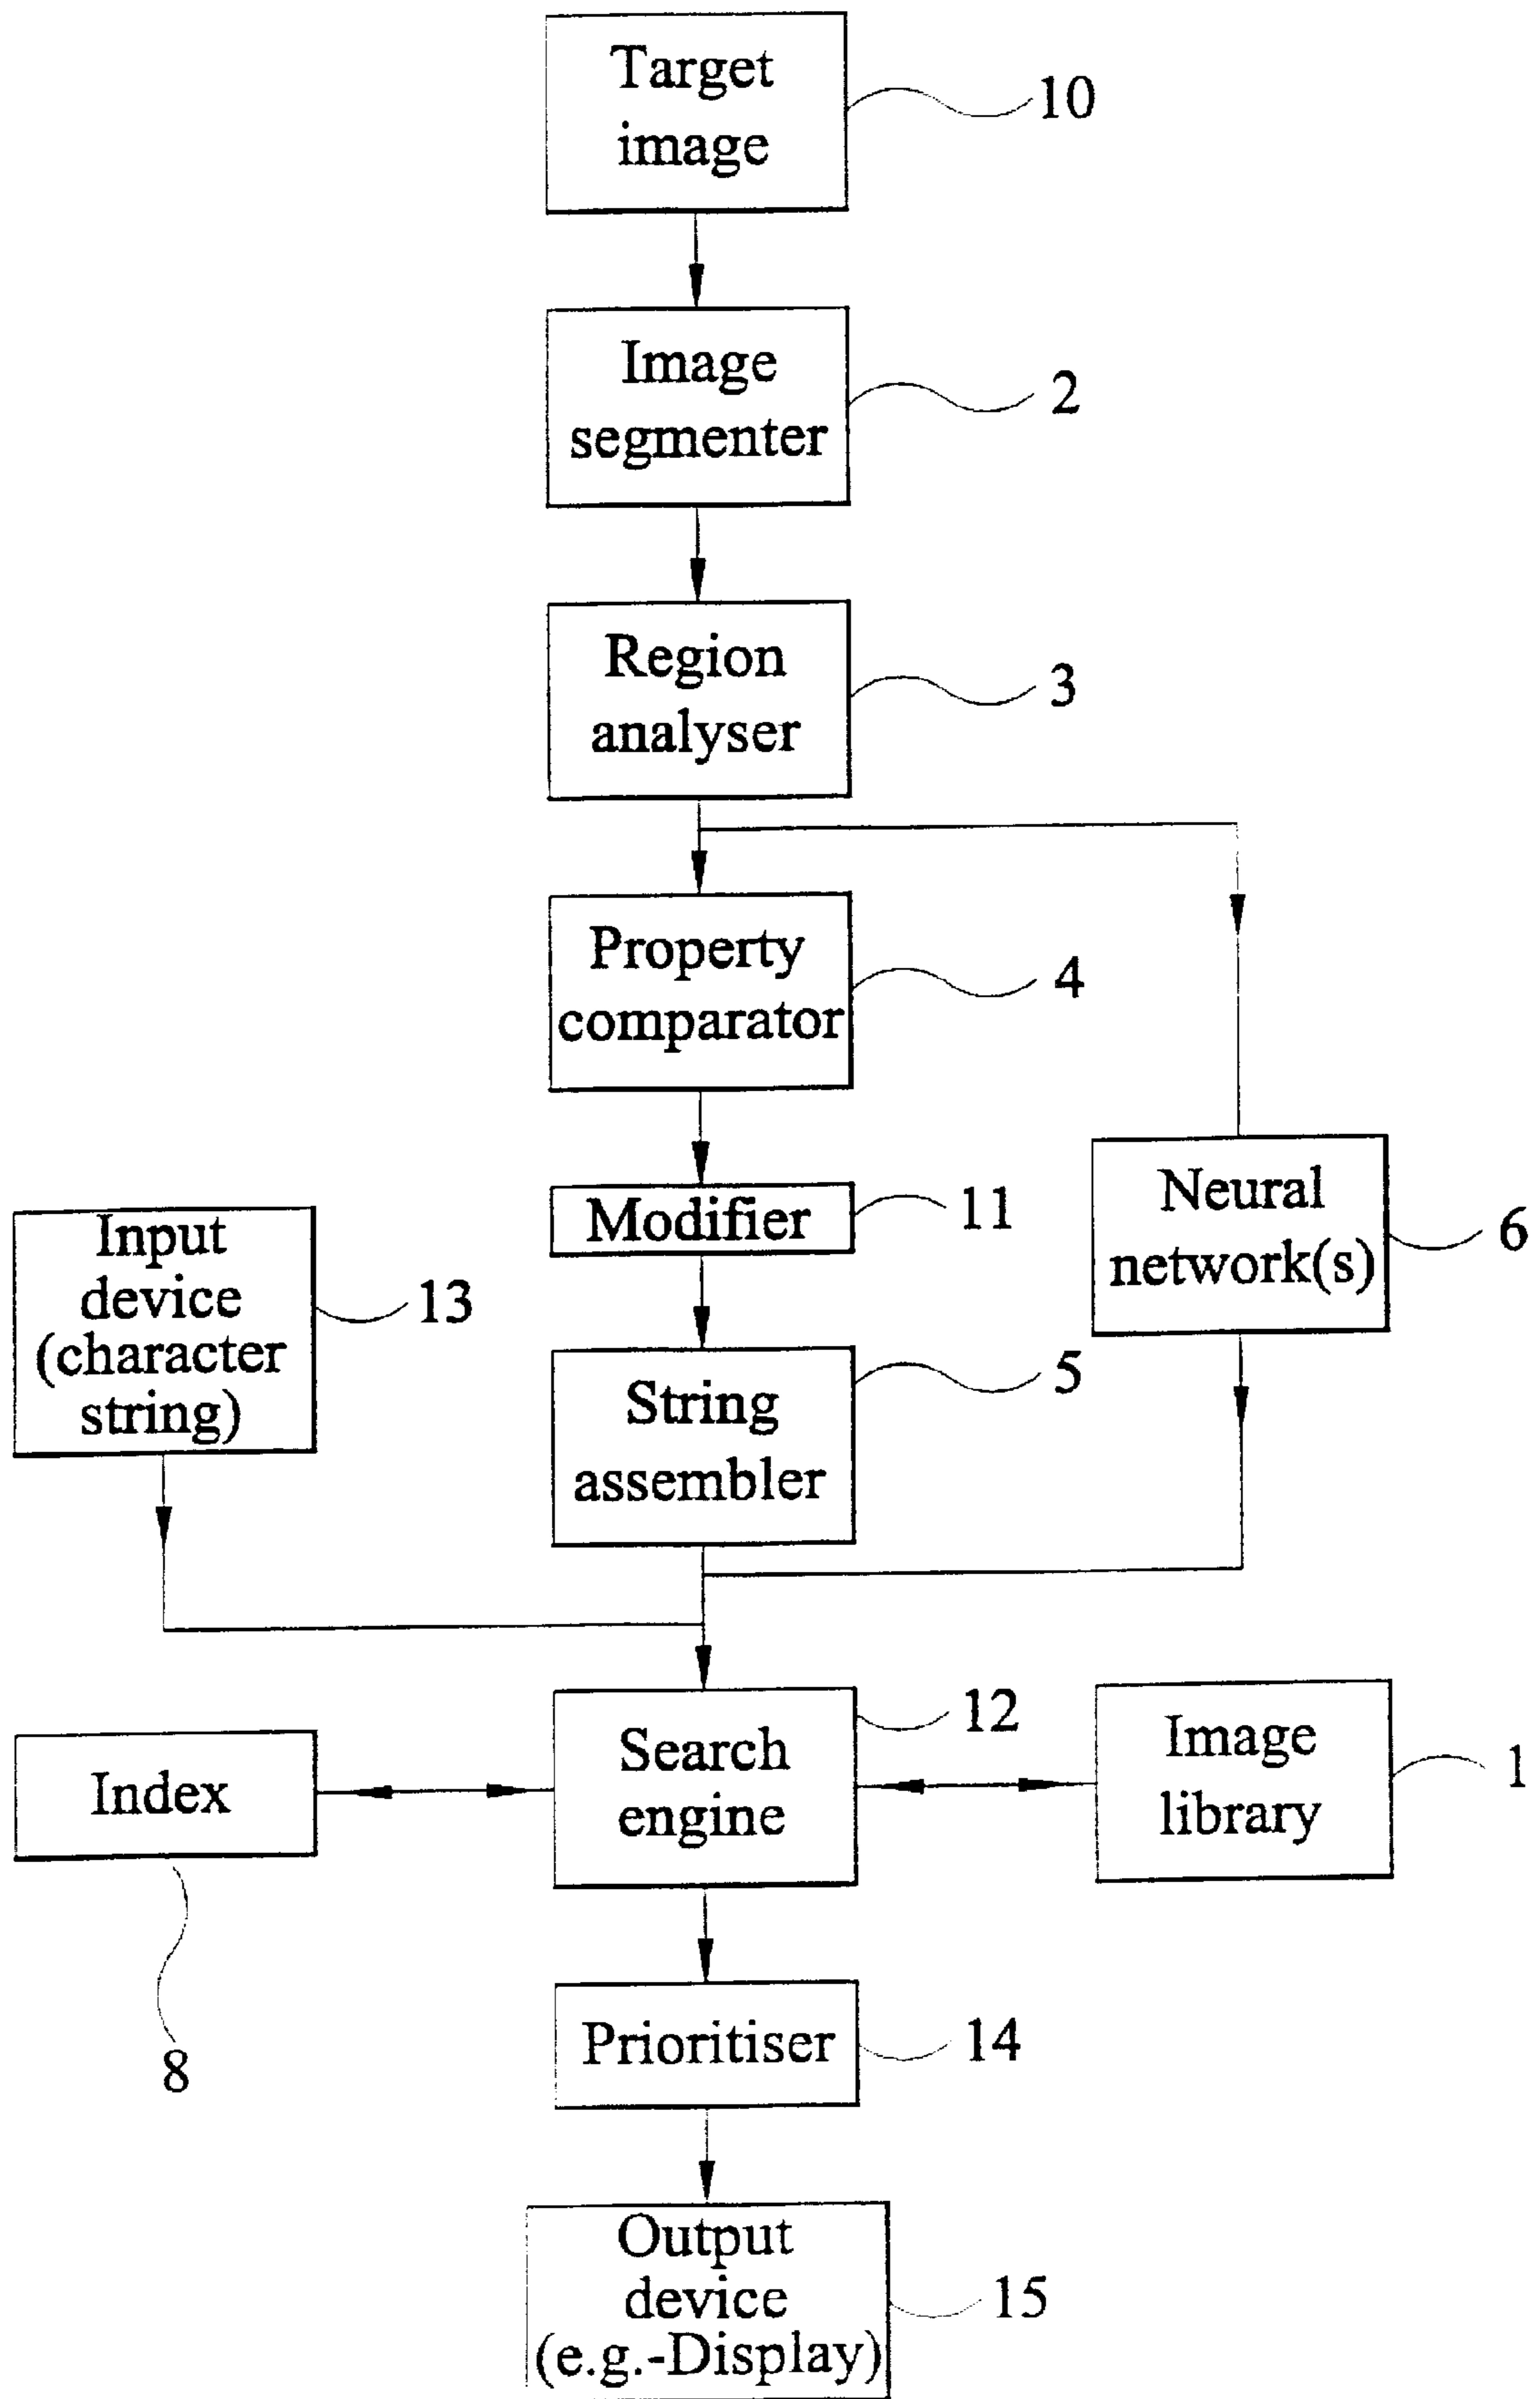 Target
image
10
Image
segmenter
2
Region
analyser
3
Property
comparator
4
Modifier
11
Neural
network(s)
6
Input
device
(character
string)
13
String
assembler
5
Search
engine
12
Index
8
Image
library
1
Prioritiser
14
Output
device
(e.g.-Display)
15